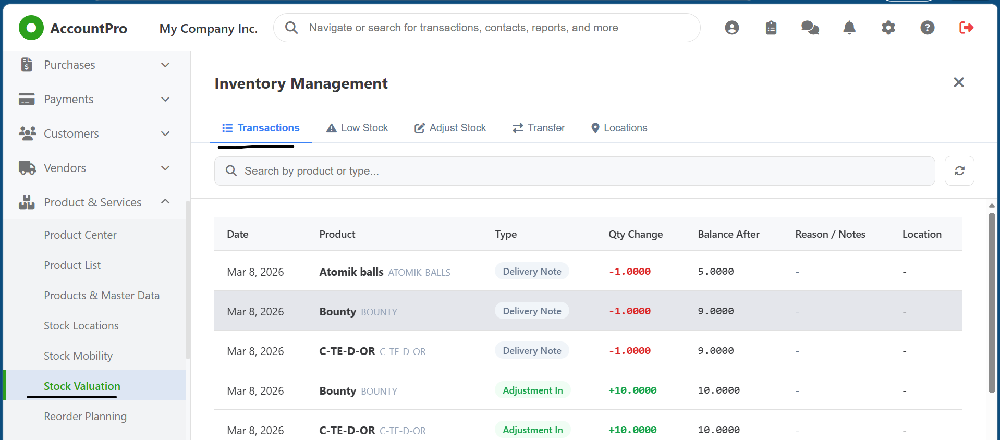 AccountPro
My Company Inc.
Navigate or search for transactions, contacts, reports, and more
Purchases
Payments
Customers
Vendors
Product & Services
Product Center
Product List
Products & Master Data
Stock Locations
Stock Mobility
Stock Valuation
Reorder Planning
Inventory Management
Transactions Low Stock Adjust Stock Transfer Locations
Search by product or type...
Date Product Type Qty Change Balance After Reason / Notes Location
Mar 8, 2026 Atomik balls ATOMIK-BALLS Delivery Note -1.0000 5.0000 - -
Mar 8, 2026 Bounty BOUNTY Delivery Note -1.0000 9.0000 - -
Mar 8, 2026 C-TE-D-OR C-TE-D-OR Delivery Note -1.0000 9.0000 - -
Mar 8, 2026 Bounty BOUNTY Adjustment In +10.0000 10.0000 - -
Mar 8, 2026 C-TE-D-OR C-TE-D-OR Adjustment In +10.0000 10.0000 - -